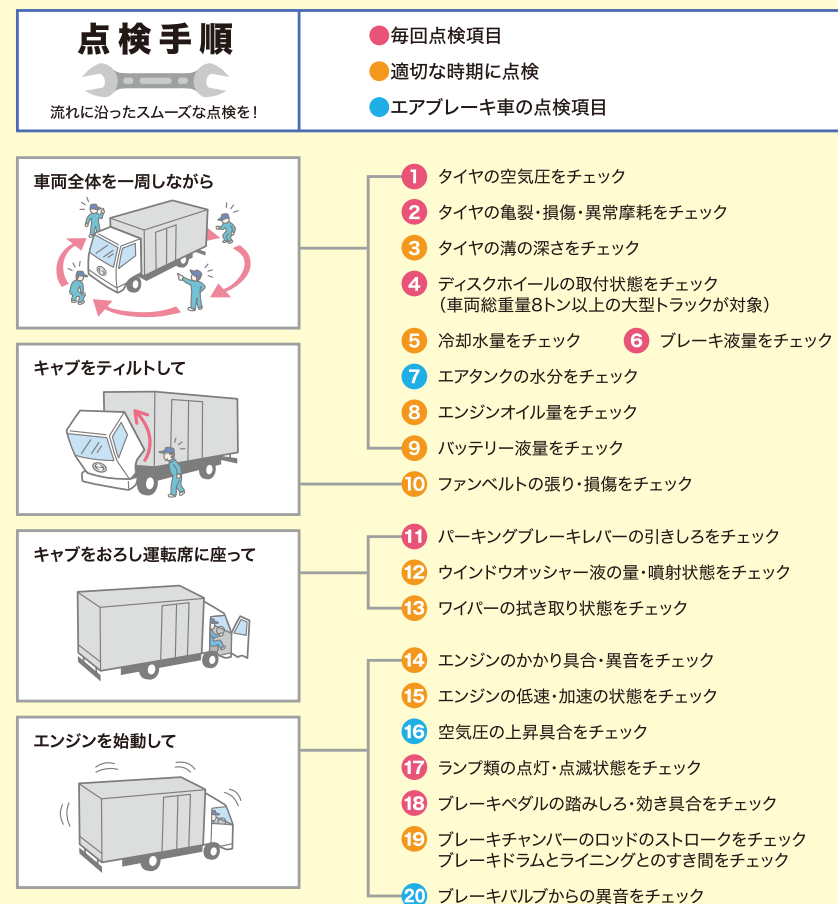 点検手順
流れに沿ったスムーズな点検を!
●毎回点検項目
●適切な時期に点検
●エアブレーキ車の点検項目
車両全体を一周しながら
1 タイヤの空気圧をチェック
2 タイヤの亀裂・損傷・異常摩耗をチェック
3 タイヤの溝の深さをチェック
4 ディスクホイールの取付状態をチェック
(車両総重量8トン以上の大型トラックが対象)
5 冷却水量をチェック 6 ブレーキ液量をチェック
7 エアタンクの水分をチェック
8 エンジンオイル量をチェック
9 バッテリー液量をチェック
キャブをティルトして
10 ファンベルトの張り・損傷をチェック
キャブをおろし運転席に座って
11 パーキングブレーキレバーの引きしろをチェック
12 ウインドウオッシャー液の量・噴射状態をチェック
13 ワイパーの拭き取り状態をチェック
エンジンを始動して
14 エンジンのかかり具合・異音をチェック
15 エンジンの低速・加速の状態をチェック
16 空気圧の上昇具合をチェック
17 ランプ類の点灯・点滅状態をチェック
18 ブレーキペダルの踏みしろ・効き具合をチェック
19 ブレーキチャンバーのロッドのストロークをチェック
ブレーキドラムとライニングとのすき間をチェック
20 ブレーキバルブからの異音をチェック